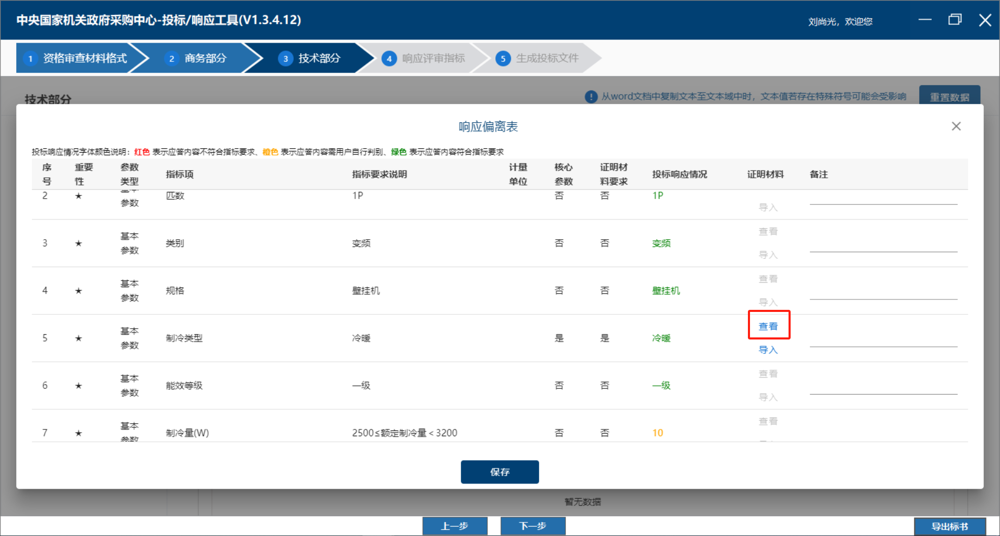 中央国家机关政府采购中心-投标/响应工具(V1.3.4.12)
刘尚光，欢迎您
1 资格审查材料格式
2 商务部分
3 技术部分
4 响应评审指标
5 生成投标文件
技术部分
从word文档中复制文本至文本域中时，文本值若存在特殊符号可能会受影响
重置数据
响应偏离表
投标响应情况字体颜色说明：红色 表示应答内容不符合指标要求、橙色 表示应答内容需用户自行判别、绿色 表示应答内容符合指标要求
序号 重要性 参数类型 指标项 指标要求说明 计量单位 核心参数 证明材料要求 投标响应情况 证明材料 备注
2 ★ 基本参数 匹数 1P 否 否 1P 导入
3 ★ 基本参数 类别 变频 否 否 变频 查看 导入
4 ★ 基本参数 规格 壁挂机 否 否 壁挂机 查看 导入
5 ★ 基本参数 制冷类型 冷暖 是 是 冷暖 查看 导入
6 ★ 基本参数 能效等级 一级 否 否 一级 查看 导入
7 ★ 基本参数 制冷量(W) 2500≤额定制冷量＜3200 否 否 10 查看
保存
暂无数据
上一步
下一步
导出标书